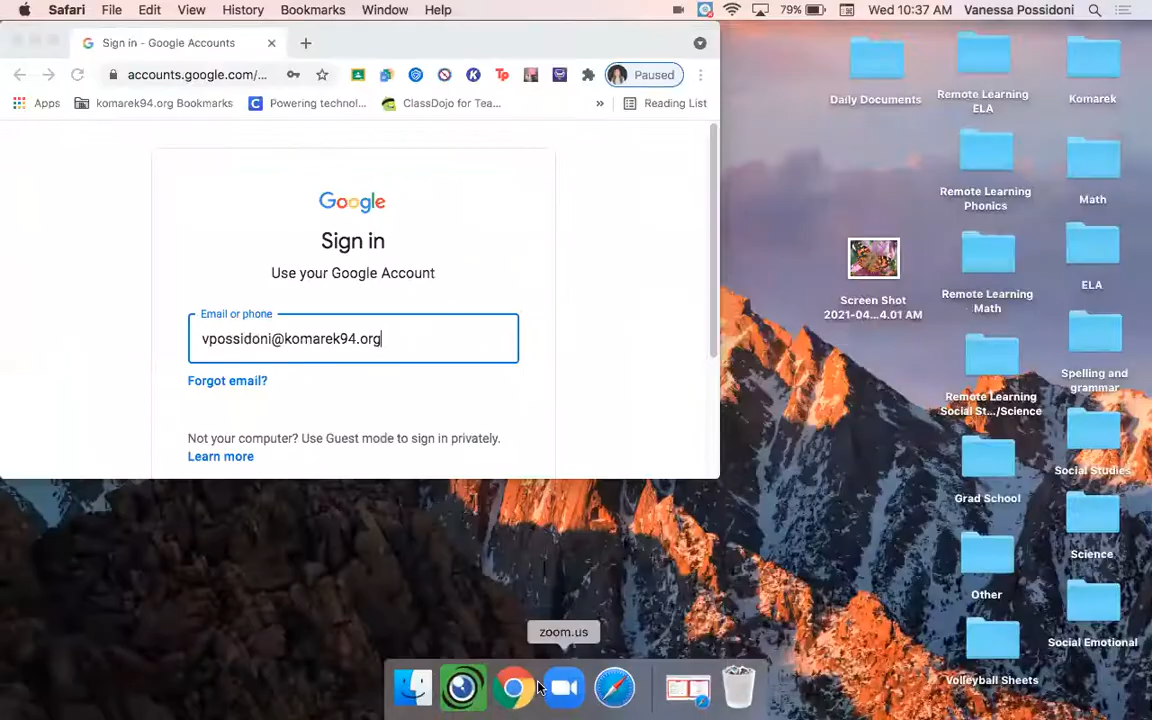 Safari File Edit View History Bookmarks Window Help 79% Wed 10:37 AM Vanessa Possidoni
Sign in - Google Accounts
accounts.google.com/... Paused
Apps komarek94.org Bookmarks Powering technol... ClassDojo for Tea... » Reading List
Google
Sign in
Use your Google Account
Email or phone
vpossidoni@komarek94.org
Forgot email?
Not your computer? Use Guest mode to sign in privately.
Learn more
Daily Documents
Remote Learning
ELA
Komarek
Remote Learning
Phonics
Math
Screen Shot
2021-04...4.01 AM
Remote Learning
Math
ELA
Remote Learning
Social St.../Science
Spelling and
grammar
Grad School
Social Studies
Other
Science
Volleyball Sheets
Social Emotional
zoom.us